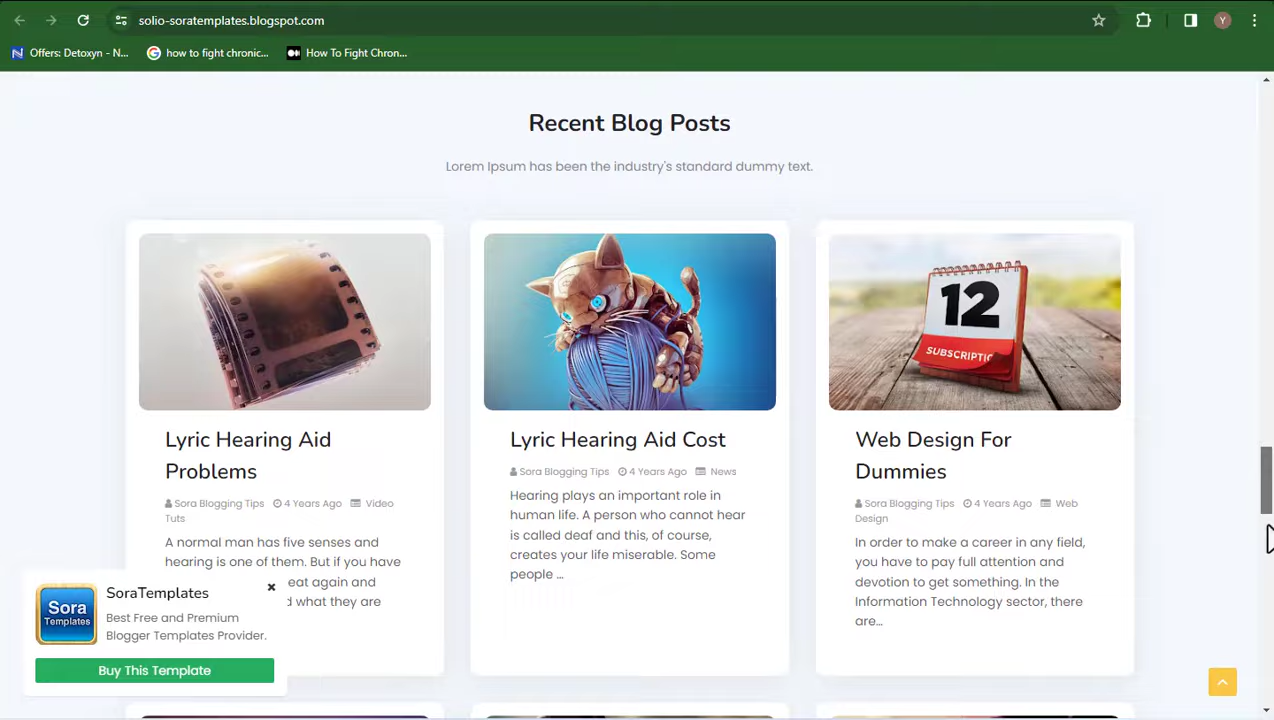 solio-soratemplates.blogspot.com
Y
N Offers: Detoxyn - N...
how to fight chronic...
How To Fight Chron...
Recent Blog Posts
Lorem Ipsum has been the industry's standard dummy text.
12
SUBSCRIPTIO
Lyric Hearing Aid
Problems
Sora Blogging Tips 4 Years Ago Video
Tuts
A normal man has five senses and
hearing is one of them. But if you have
eat again and
d what they are
Lyric Hearing Aid Cost
Sora Blogging Tips 4 Years Ago News
Hearing plays an important role in
human life. A person who cannot hear
is called deaf and this, of course,
creates your life miserable. Some
people ...
Web Design For
Dummies
Sora Blogging Tips 4 Years Ago Web
Design
In order to make a career in any field,
you have to pay full attention and
devotion to get something. In the
Information Technology sector, there
are...
Sora
Templates
SoraTemplates
Best Free and Premium
Blogger Templates Provider.
Buy This Template